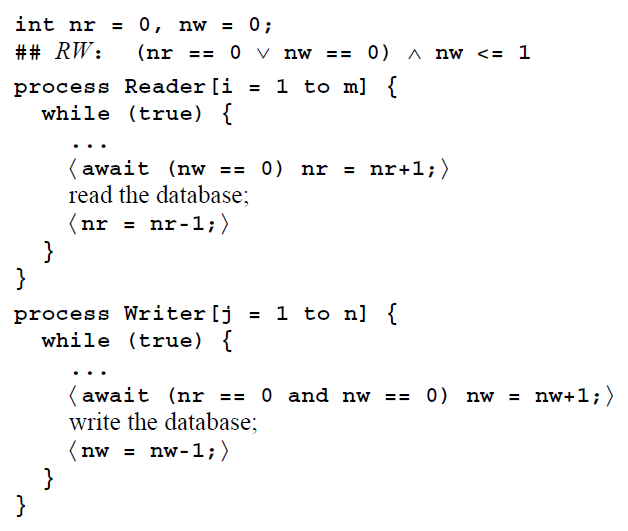 int nr = 0, nw = 0;
## RW: (nr == 0 ∨ nw == 0) ∧ nw <= 1
process Reader[i = 1 to m] {
while (true) {
...
⟨await (nw == 0) nr = nr+1;⟩
read the database;
⟨nr = nr-1;⟩
}
}
process Writer[j = 1 to n] {
while (true) {
...
⟨await (nr == 0 and nw == 0) nw = nw+1;⟩
write the database;
⟨nw = nw-1;⟩
}
}